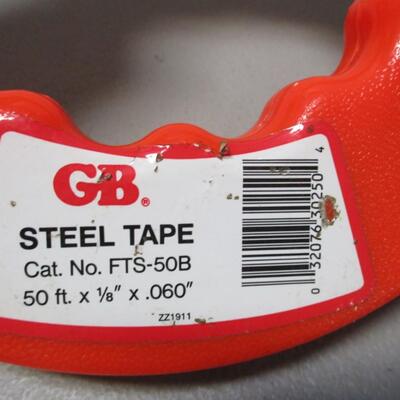 GB®
STEEL TAPE
Cat. No. FTS-50B
50 ft. x 1/8" x .060"
ZZ1911
0 32076 30250 4